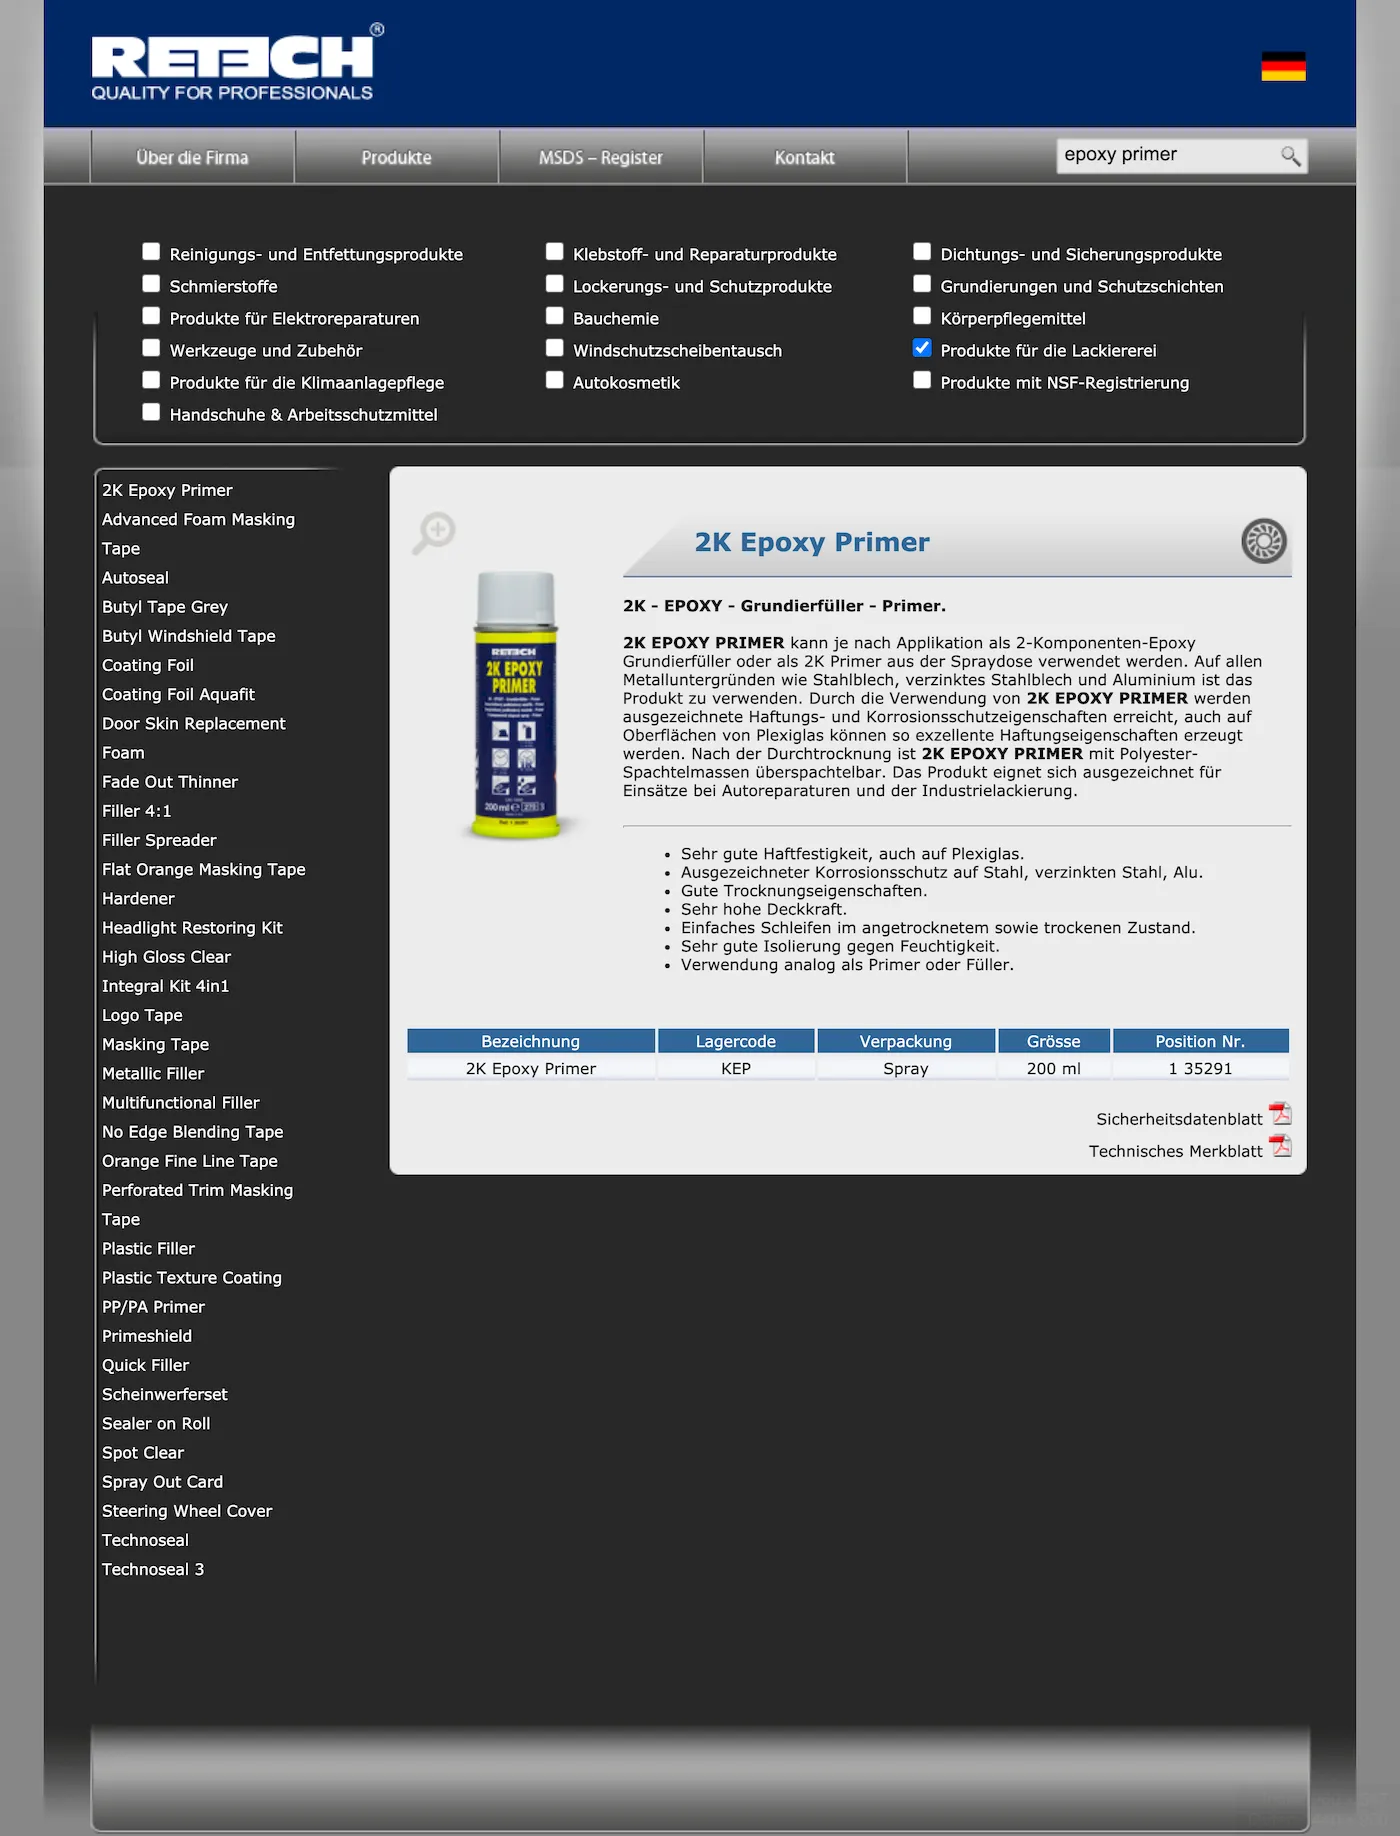 RETECH®
QUALITY FOR PROFESSIONALS
Über die Firma
Produkte
MSDS – Register
Kontakt
epoxy primer
Reinigungs- und Entfettungsprodukte
Klebstoff- und Reparaturprodukte
Dichtungs- und Sicherungsprodukte
Schmierstoffe
Lockerungs- und Schutzprodukte
Grundierungen und Schutzschichten
Produkte für Elektroreparaturen
Bauchemie
Körperpflegemittel
Werkzeuge und Zubehör
Windschutzscheibentausch
Produkte für die Lackiererei
Produkte für die Klimaanlagepflege
Autokosmetik
Produkte mit NSF-Registrierung
Handschuhe & Arbeitsschutzmittel
2K Epoxy Primer
Advanced Foam Masking
Tape
Autoseal
Butyl Tape Grey
Butyl Windshield Tape
Coating Foil
Coating Foil Aquafit
Door Skin Replacement
Foam
Fade Out Thinner
Filler 4:1
Filler Spreader
Flat Orange Masking Tape
Hardener
Headlight Restoring Kit
High Gloss Clear
Integral Kit 4in1
Logo Tape
Masking Tape
Metallic Filler
Multifunctional Filler
No Edge Blending Tape
Orange Fine Line Tape
Perforated Trim Masking
Tape
Plastic Filler
Plastic Texture Coating
PP/PA Primer
Primeshield
Quick Filler
Scheinwerferset
Sealer on Roll
Spot Clear
Spray Out Card
Steering Wheel Cover
Technoseal
Technoseal 3
RETECH
2K EPOXY
PRIMER
200 ml
2K Epoxy Primer
2K - EPOXY - Grundierfüller - Primer.
2K EPOXY PRIMER kann je nach Applikation als 2-Komponenten-Epoxy
Grundierfüller oder als 2K Primer aus der Spraydose verwendet werden. Auf allen
Metalluntergründen wie Stahlblech, verzinktes Stahlblech und Aluminium ist das
Produkt zu verwenden. Durch die Verwendung von 2K EPOXY PRIMER werden
ausgezeichnete Haftungs- und Korrosionsschutzeigenschaften erreicht, auch auf
Oberflächen von Plexiglas können so exzellente Haftungseigenschaften erzeugt
werden. Nach der Durchtrocknung ist 2K EPOXY PRIMER mit Polyester-
Spachtelmassen überspachtelbar. Das Produkt eignet sich ausgezeichnet für
Einsätze bei Autoreparaturen und der Industrielackierung.
• Sehr gute Haftfestigkeit, auch auf Plexiglas.
• Ausgezeichneter Korrosionsschutz auf Stahl, verzinkten Stahl, Alu.
• Gute Trocknungseigenschaften.
• Sehr hohe Deckkraft.
• Einfaches Schleifen im angetrocknetem sowie trockenen Zustand.
• Sehr gute Isolierung gegen Feuchtigkeit.
• Verwendung analog als Primer oder Füller.
Bezeichnung Lagercode Verpackung Grösse Position Nr.
2K Epoxy Primer KEP Spray 200 ml 1 35291
Sicherheitsdatenblatt
Technisches Merkblatt